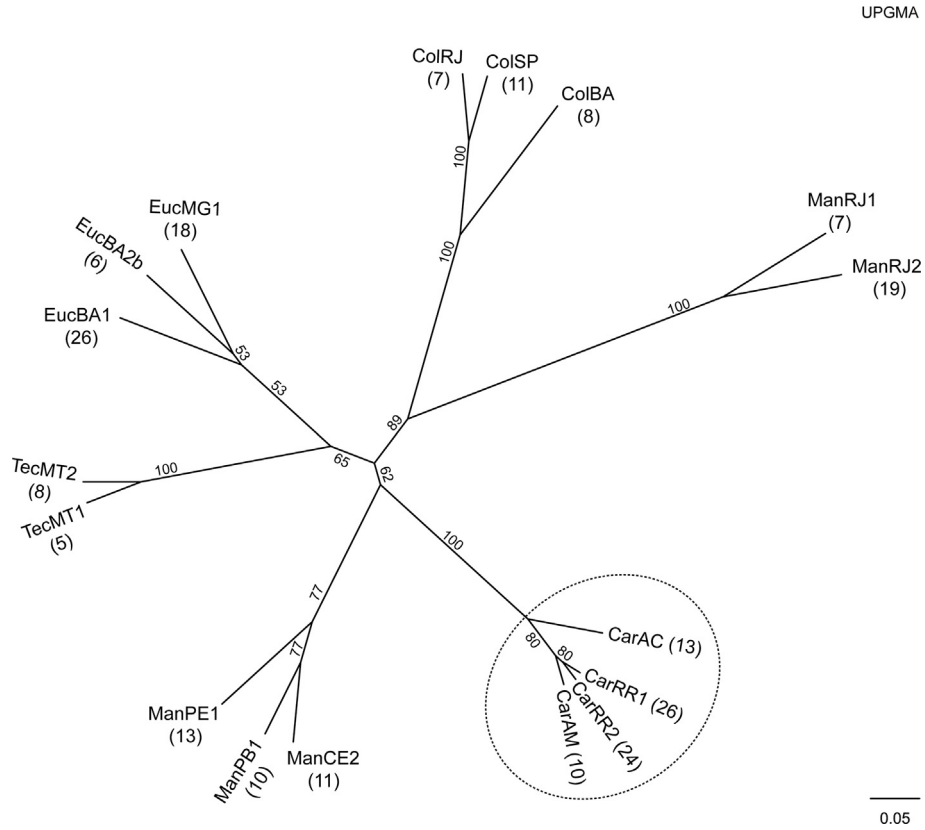 UPGMA
ColRJ
(7)
ColSP
(11)
ColBA
(8)
100
100
ManRJ1
(7)
ManRJ2
(19)
100
EucMG1
(18)
EucBA2b
(6)
EucBA1
(26)
53
53
89
65
62
TecMT2
(8)
TecMT1
(5)
100
100
77
77
ManPE1
(13)
ManPB1
(10)
ManCE2
(11)
80
80
CarAC (13)
CarRR1 (26)
CarRR2 (24)
CarAM (10)
0.05